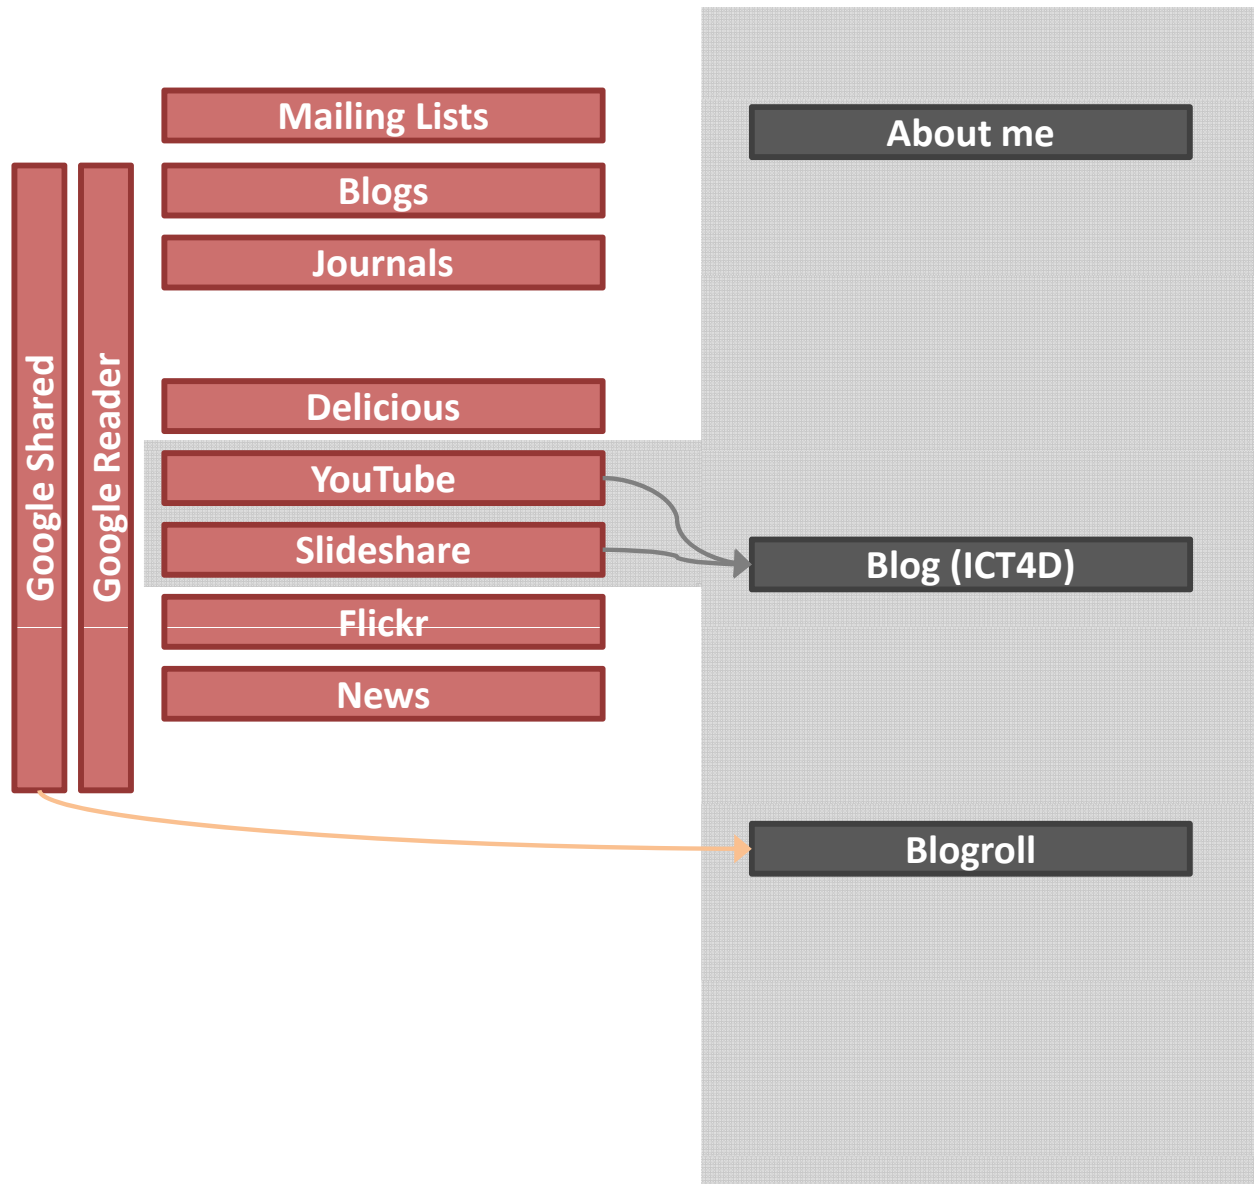 Mailing Lists
About me
Blogs
Journals
Google Shared
Google Reader
Delicious
YouTube
Slideshare
Blog (ICT4D)
Flickr
News
Blogroll